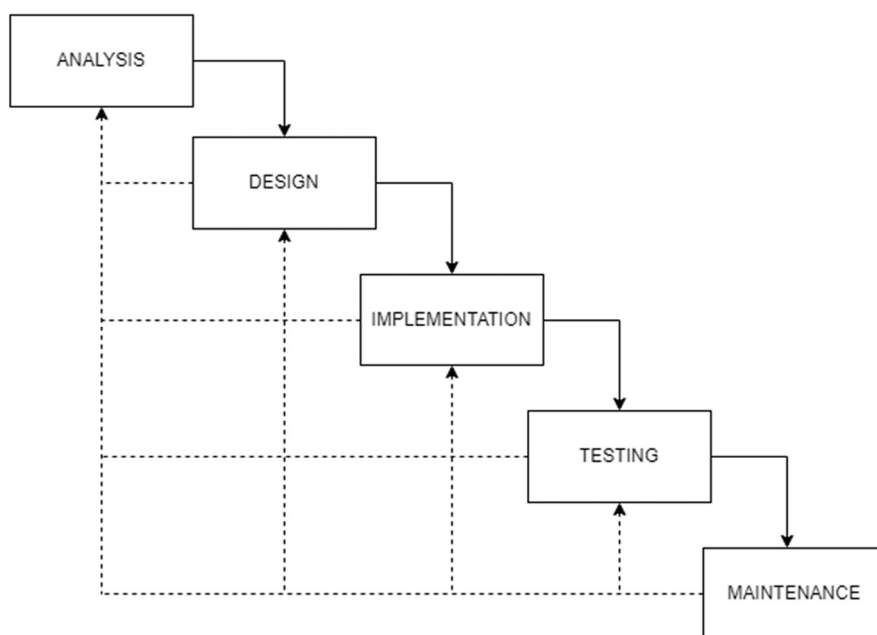 ANALYSIS
DESIGN
IMPLEMENTATION
TESTING
MAINTENANCE